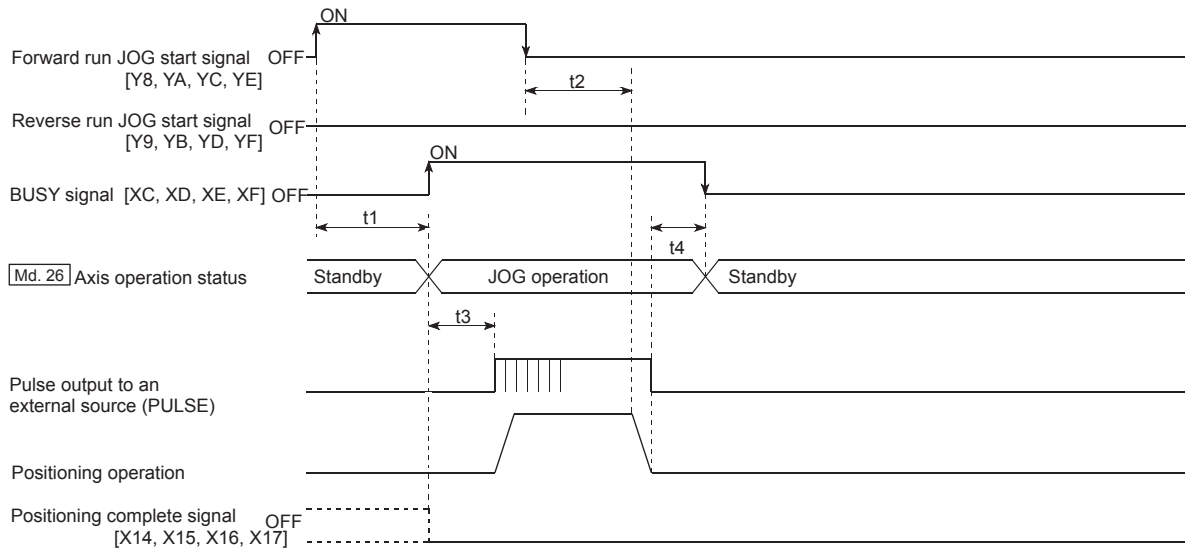 ON
Forward run JOG start signal OFF
[Y8, YA, YC, YE]
t2
Reverse run JOG start signal OFF
[Y9, YB, YD, YF]
ON
BUSY signal [XC, XD, XE, XF] OFF
t1
t4
Md. 26 Axis operation status Standby JOG operation Standby
t3
Pulse output to an
external source (PULSE)
Positioning operation
Positioning complete signal OFF
[X14, X15, X16, X17]